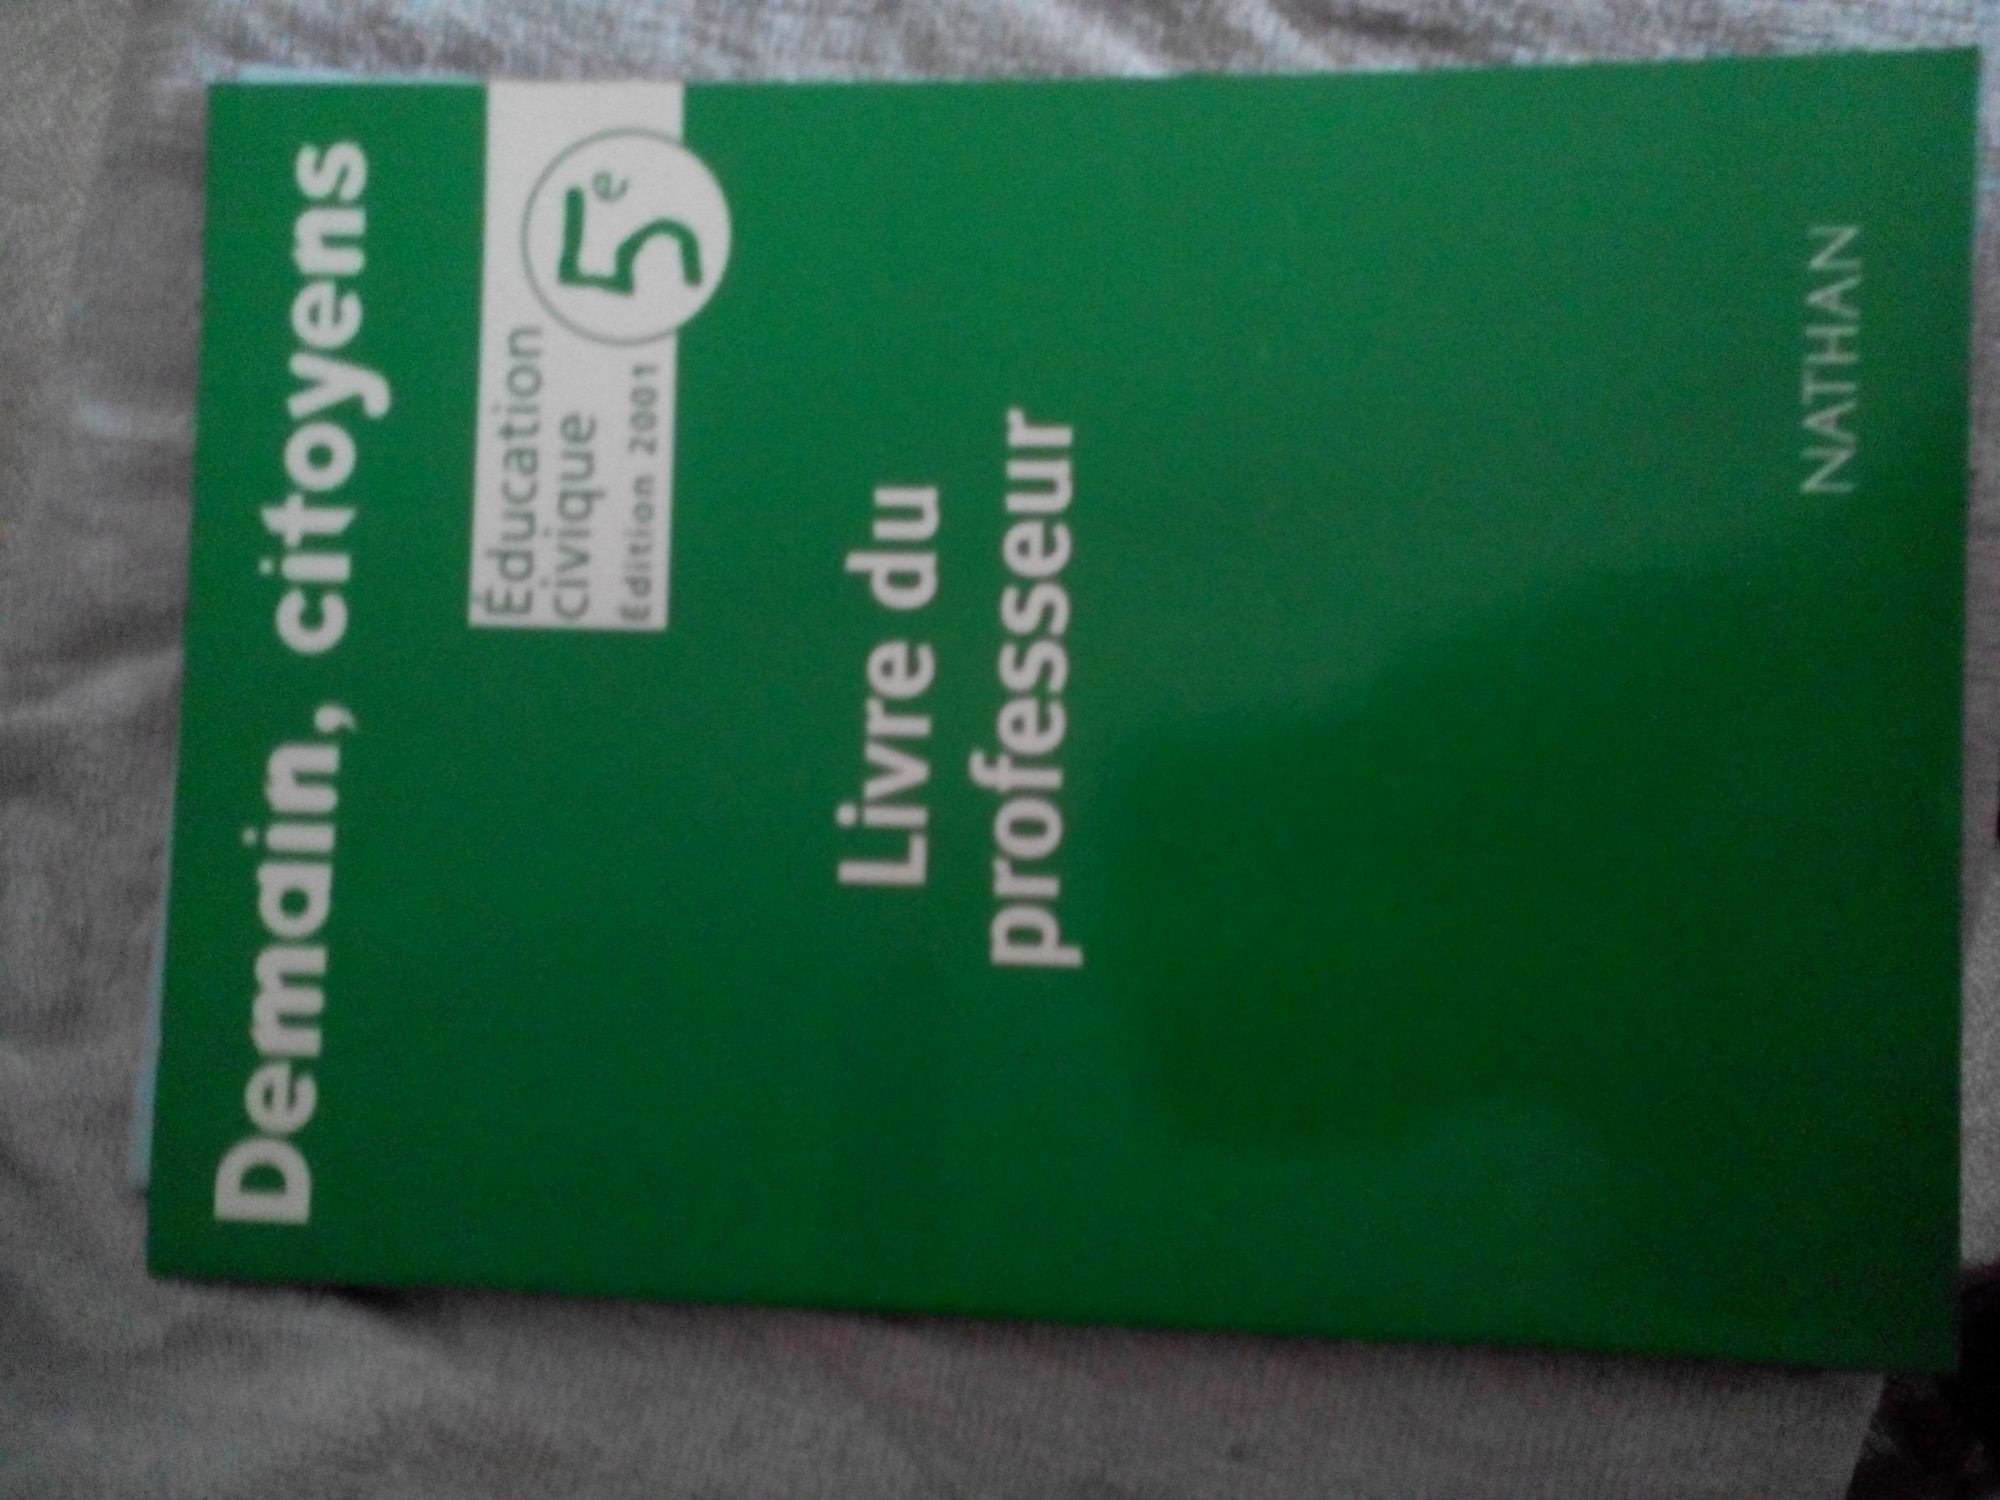 Demain, citoyens
Éducation
Civique
Édition 2001
5e
Livre du
professeur
NATHAN